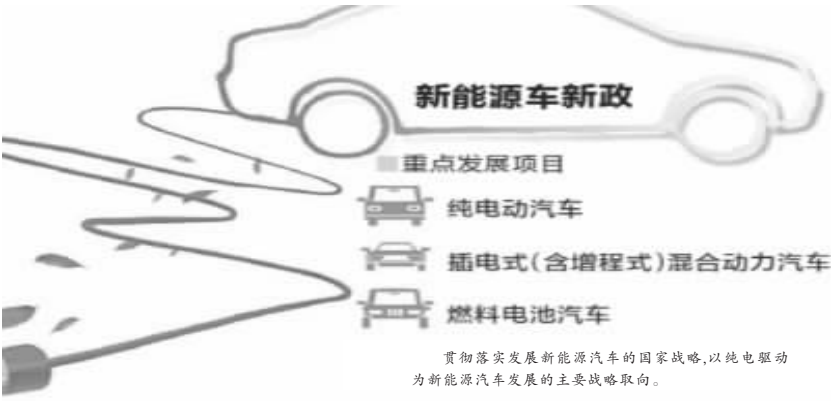 新能源车新政
重点发展项目
纯电动汽车
插电式(含增程式)混合动力汽车
燃料电池汽车
贯彻落实发展新能源汽车的国家战略,以纯电驱动
为新能源汽车发展的主要战略取向。